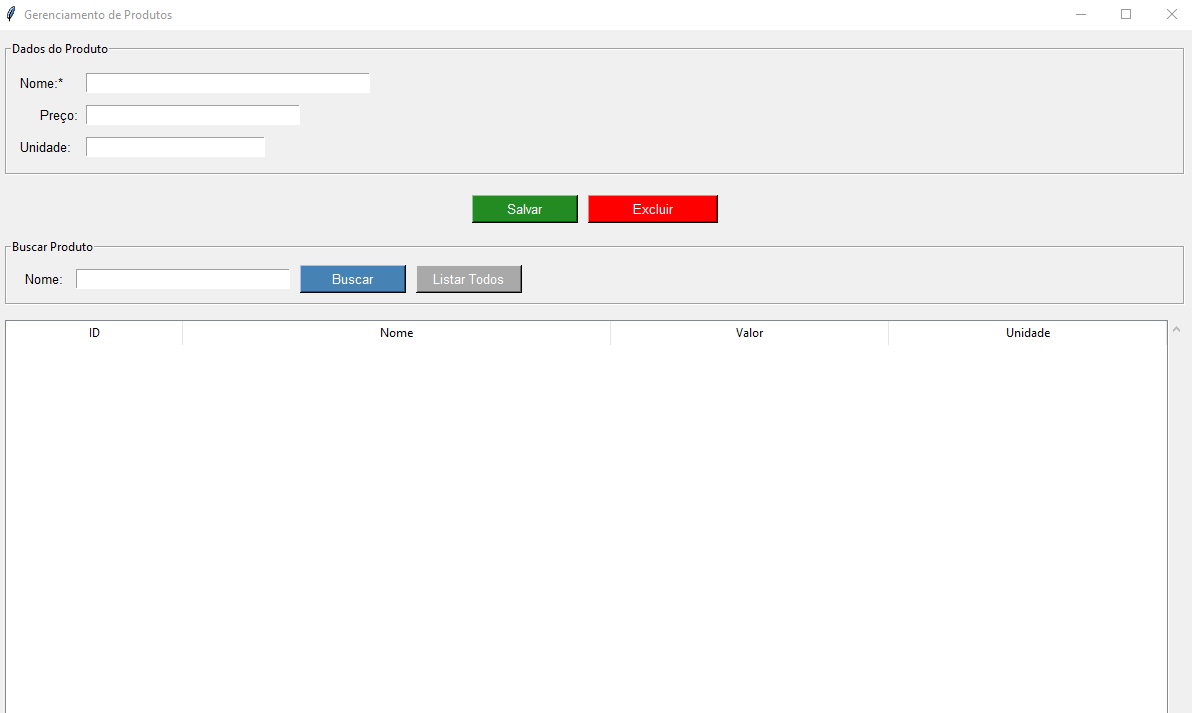 Gerenciamento de Produtos
Dados do Produto
Nome:*
Preço:
Unidade:
Salvar Excluir
Buscar Produto
Nome: Buscar Listar Todos
ID Nome Valor Unidade